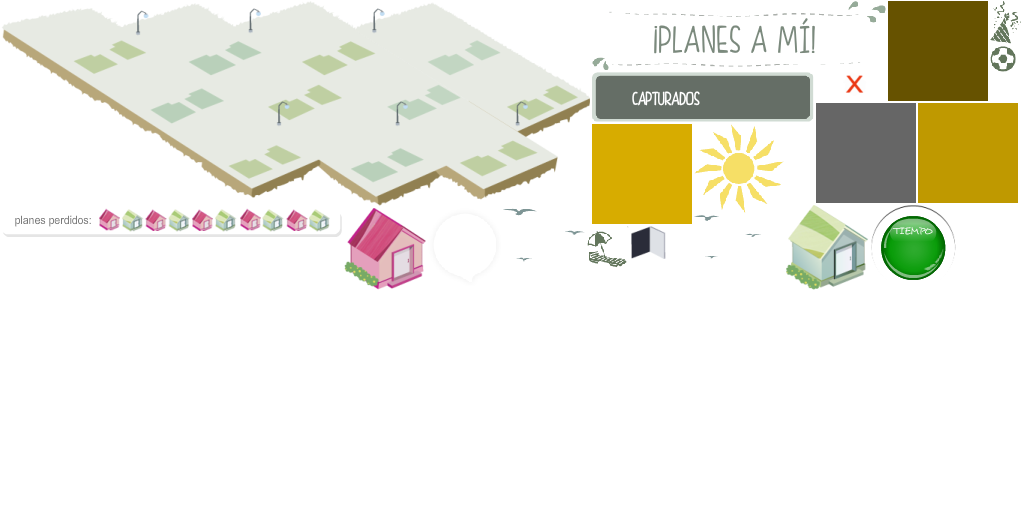 ¡PLANES A MÍ!
CAPTURADOS
X
planes perdidos:
TIEMPO